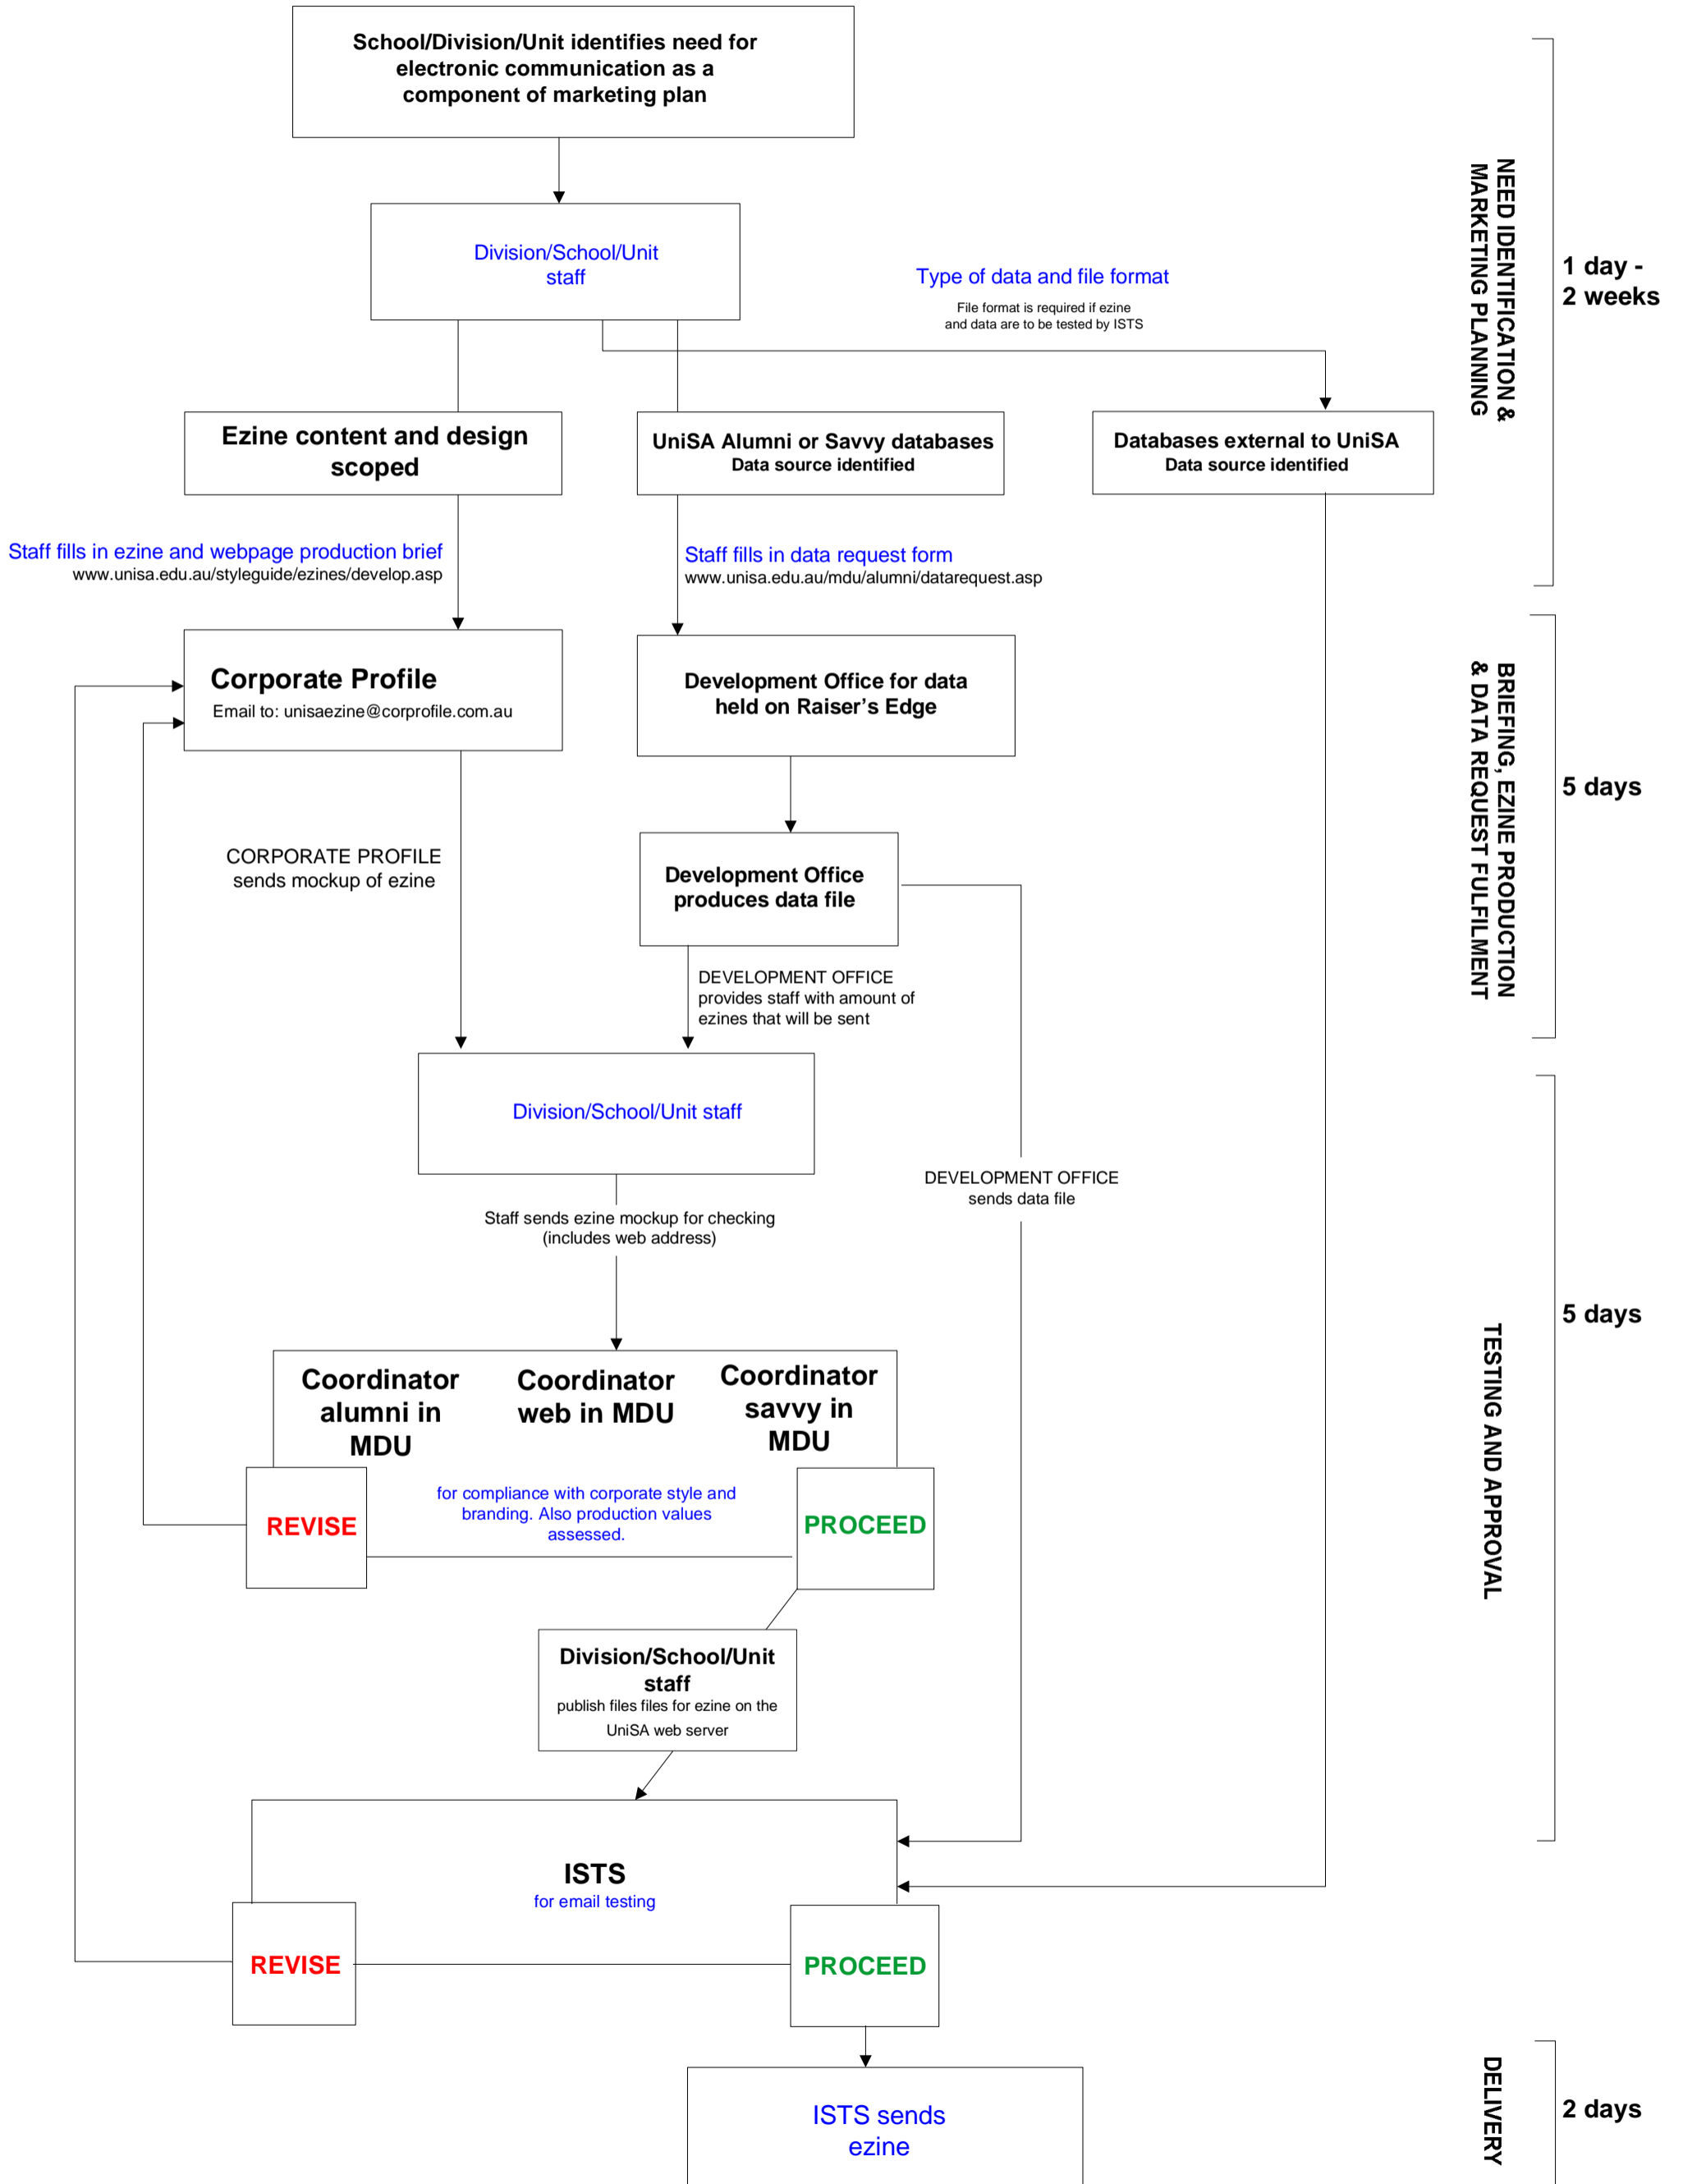 School/Division/Unit identifies need for
electronic communication as a
component of marketing plan
Division/School/Unit
staff
Type of data and file format
File format is required if ezine
and data are to be tested by ISTS
NEED IDENTIFICATION &
MARKETING PLANNING
1 day -
2 weeks
Ezine content and design
scoped
UniSA Alumni or Savvy databases
Data source identified
Databases external to UniSA
Data source identified
Staff fills in ezine and webpage production brief
www.unisa.edu.au/styleguide/ezines/develop.asp
Staff fills in data request form
www.unisa.edu.au/mdu/alumni/datarequest.asp
Corporate Profile
Email to: unisaezine@corprofile.com.au
Development Office for data
held on Raiser's Edge
BRIEFING, EZINE PRODUCTION
& DATA REQUEST FULFILMENT
5 days
CORPORATE PROFILE
sends mockup of ezine
Development Office
produces data file
DEVELOPMENT OFFICE
provides staff with amount of
ezines that will be sent
Division/School/Unit staff
DEVELOPMENT OFFICE
sends data file
Staff sends ezine mockup for checking
(includes web address)
5 days
TESTING AND APPROVAL
Coordinator
alumni in
MDU
Coordinator
web in MDU
Coordinator
savvy in
MDU
for compliance with corporate style and
branding. Also production values
assessed.
REVISE
PROCEED
Division/School/Unit
staff
publish files files for ezine on the
UniSA web server
ISTS
for email testing
REVISE
PROCEED
DELIVERY
2 days
ISTS sends
ezine